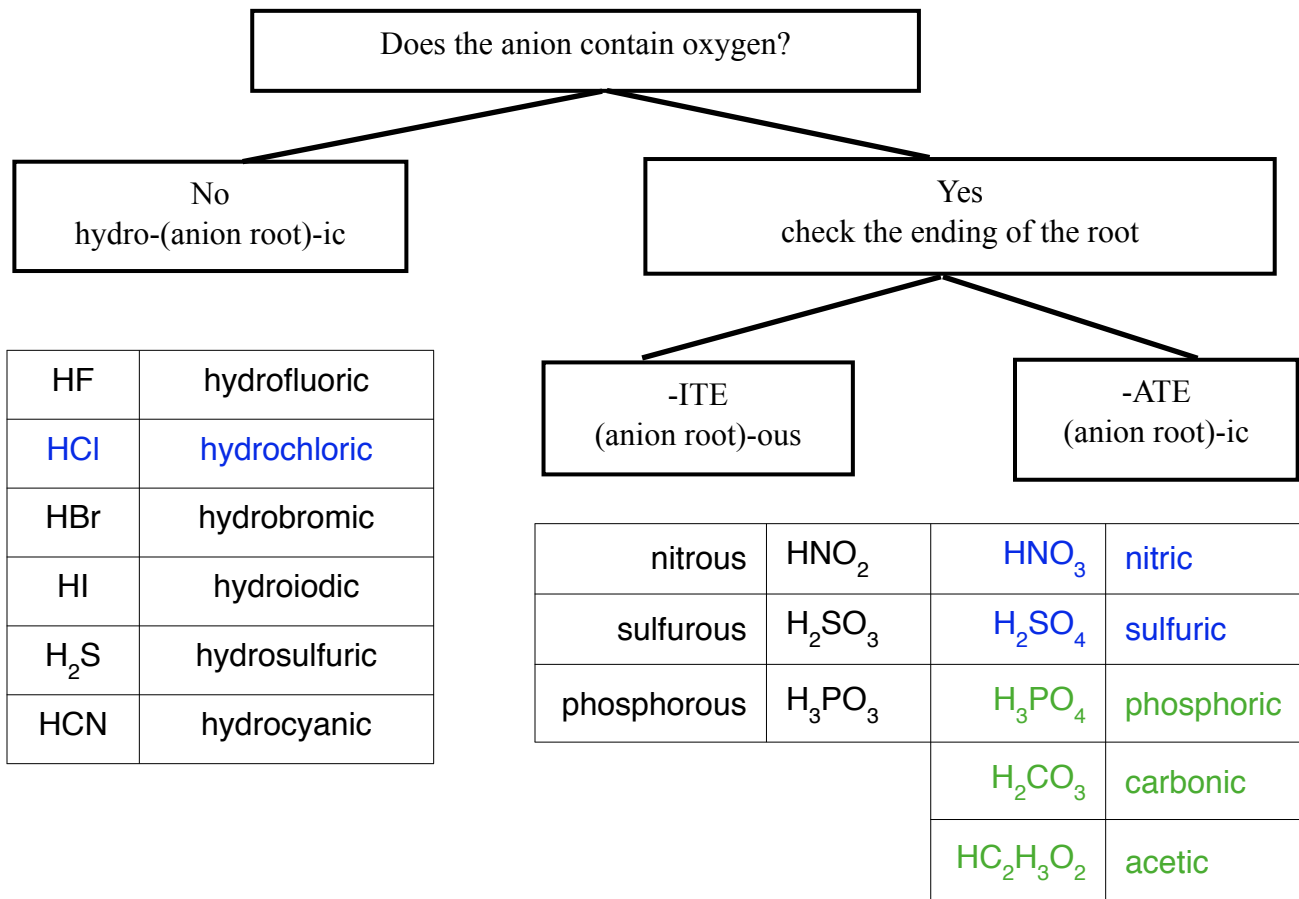 Does the anion contain oxygen?
No
hydro-(anion root)-ic
Yes
check the ending of the root
-ITE
(anion root)-ous
-ATE
(anion root)-ic
HF hydrofluoric
HCl hydrochloric
HBr hydrobromic
HI hydroiodic
H₂S hydrosulfuric
HCN hydrocyanic
nitrous HNO₂ HNO₃ nitric
sulfurous H₂SO₃ H₂SO₄ sulfuric
phosphorous H₃PO₃ H₃PO₄ phosphoric
H₂CO₃ carbonic
HC₂H₃O₂ acetic